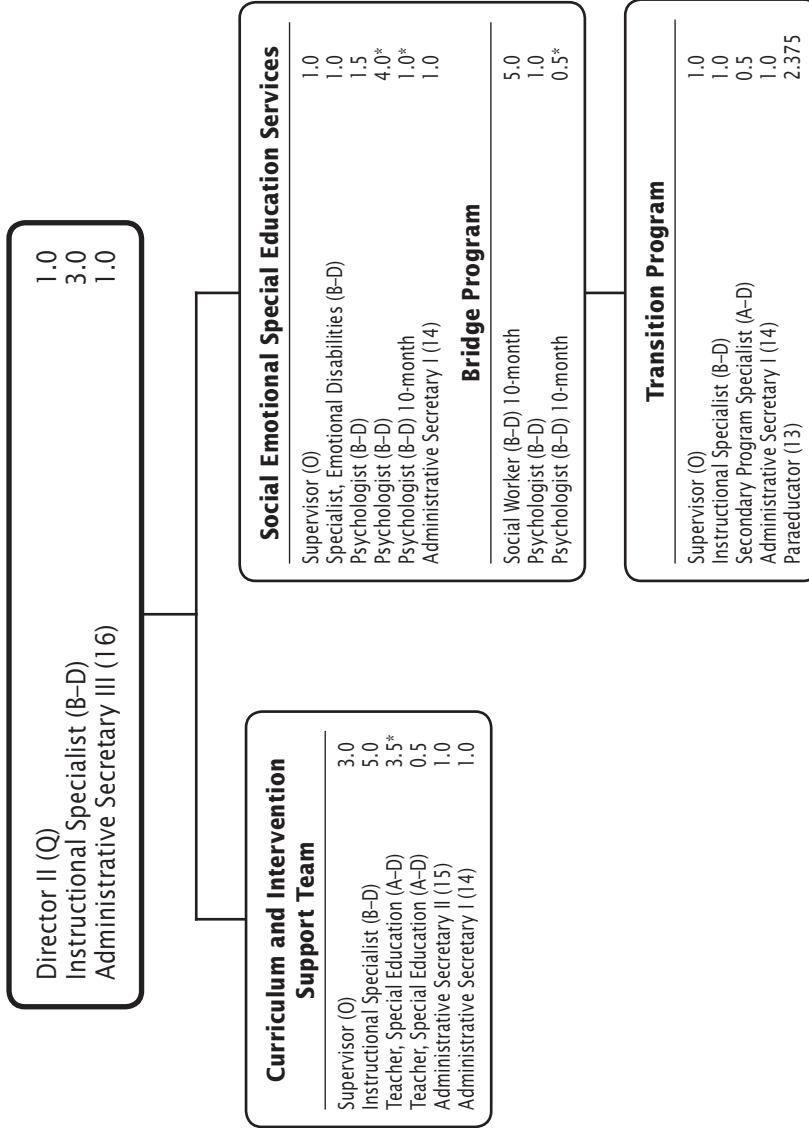 Director II (Q) 1.0
Instructional Specialist (B–D) 3.0
Administrative Secretary III (16) 1.0
Curriculum and Intervention
Support Team
Supervisor (O) 3.0
Instructional Specialist (B–D) 5.0
Teacher, Special Education (A–D) 3.5*
Teacher, Special Education (A–D) 0.5
Administrative Secretary II (15) 1.0
Administrative Secretary I (14) 1.0
Social Emotional Special Education Services
Supervisor (O) 1.0
Specialist, Emotional Disabilities (B–D) 1.0
Psychologist (B–D) 1.5
Psychologist (B–D) 4.0*
Psychologist (B–D) 10-month 1.0*
Administrative Secretary I (14) 1.0
Bridge Program
Social Worker (B–D) 10-month 5.0
Psychologist (B–D) 1.0
Psychologist (B–D) 10-month 0.5*
Transition Program
Supervisor (O) 1.0
Instructional Specialist (B–D) 1.0
Secondary Program Specialist (A–D) 0.5
Administrative Secretary I (14) 1.0
Paraeducator (13) 2.375